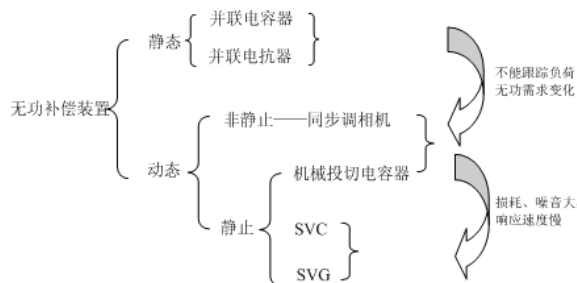 并联电容器
静态
并联电抗器
不能跟踪负荷
无功需求变化
无功补偿装置
非静止——同步调相机
动态
机械投切电容器
损耗、噪音大
响应速度慢
静止
SVC
SVG